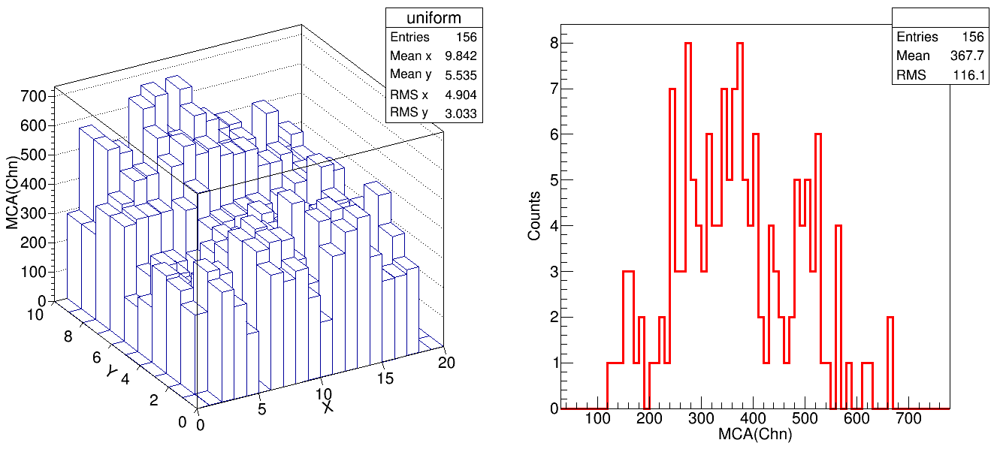 uniform
Entries 156
Mean x 9.842
Mean y 5.535
RMS x 4.904
RMS y 3.033
MCA(Chn)
700
600
500
400
300
200
100
0
10
8
6
4
2
0
Y
0
5
10
15
20
X
Entries 156
Mean 367.7
RMS 116.1
Counts
8
7
6
5
4
3
2
1
0
100 200 300 400 500 600 700
MCA(Chn)